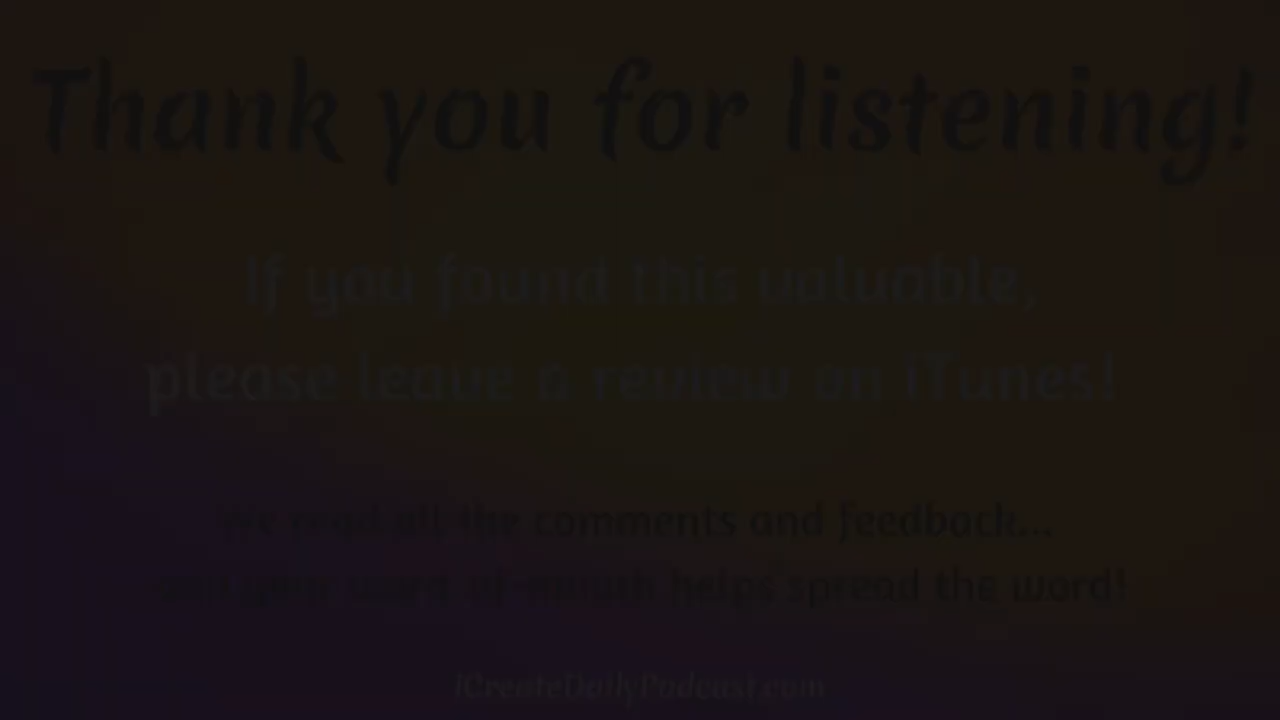 Thank you for listening!
If you found this valuable,
please leave a review on iTunes!
We read all the comments and feedback...
and your word-of-mouth helps spread the word!
ICreateDailyPodcast.com